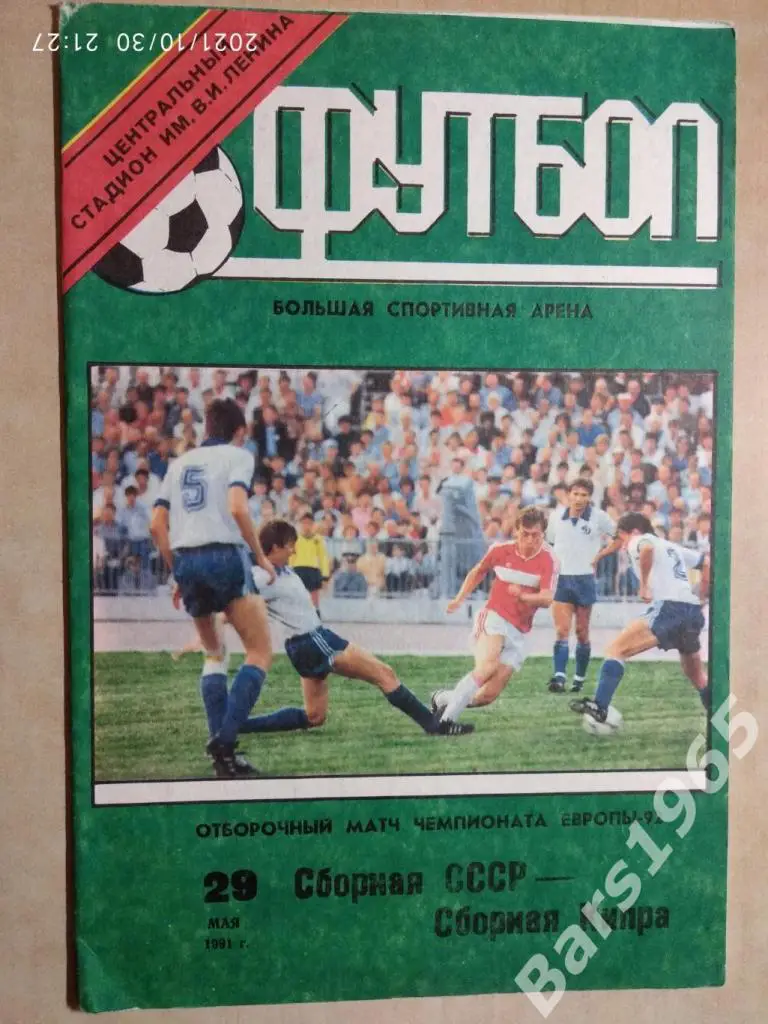 2021/10/30 21:27
ЦЕНТРАЛЬНЫЙ
СТАДИОН ИМ. В.И. ЛЕНИНА
ФУТБОЛ
БОЛЬШАЯ СПОРТИВНАЯ АРЕНА
5
2
Д
ОТБОРОЧНЫЙ МАТЧ ЧЕМПИОНАТА ЕВРОПЫ-92
29 Сборная СССР —
МАЯ Сборная Кипра
1991 г.
Bars1965